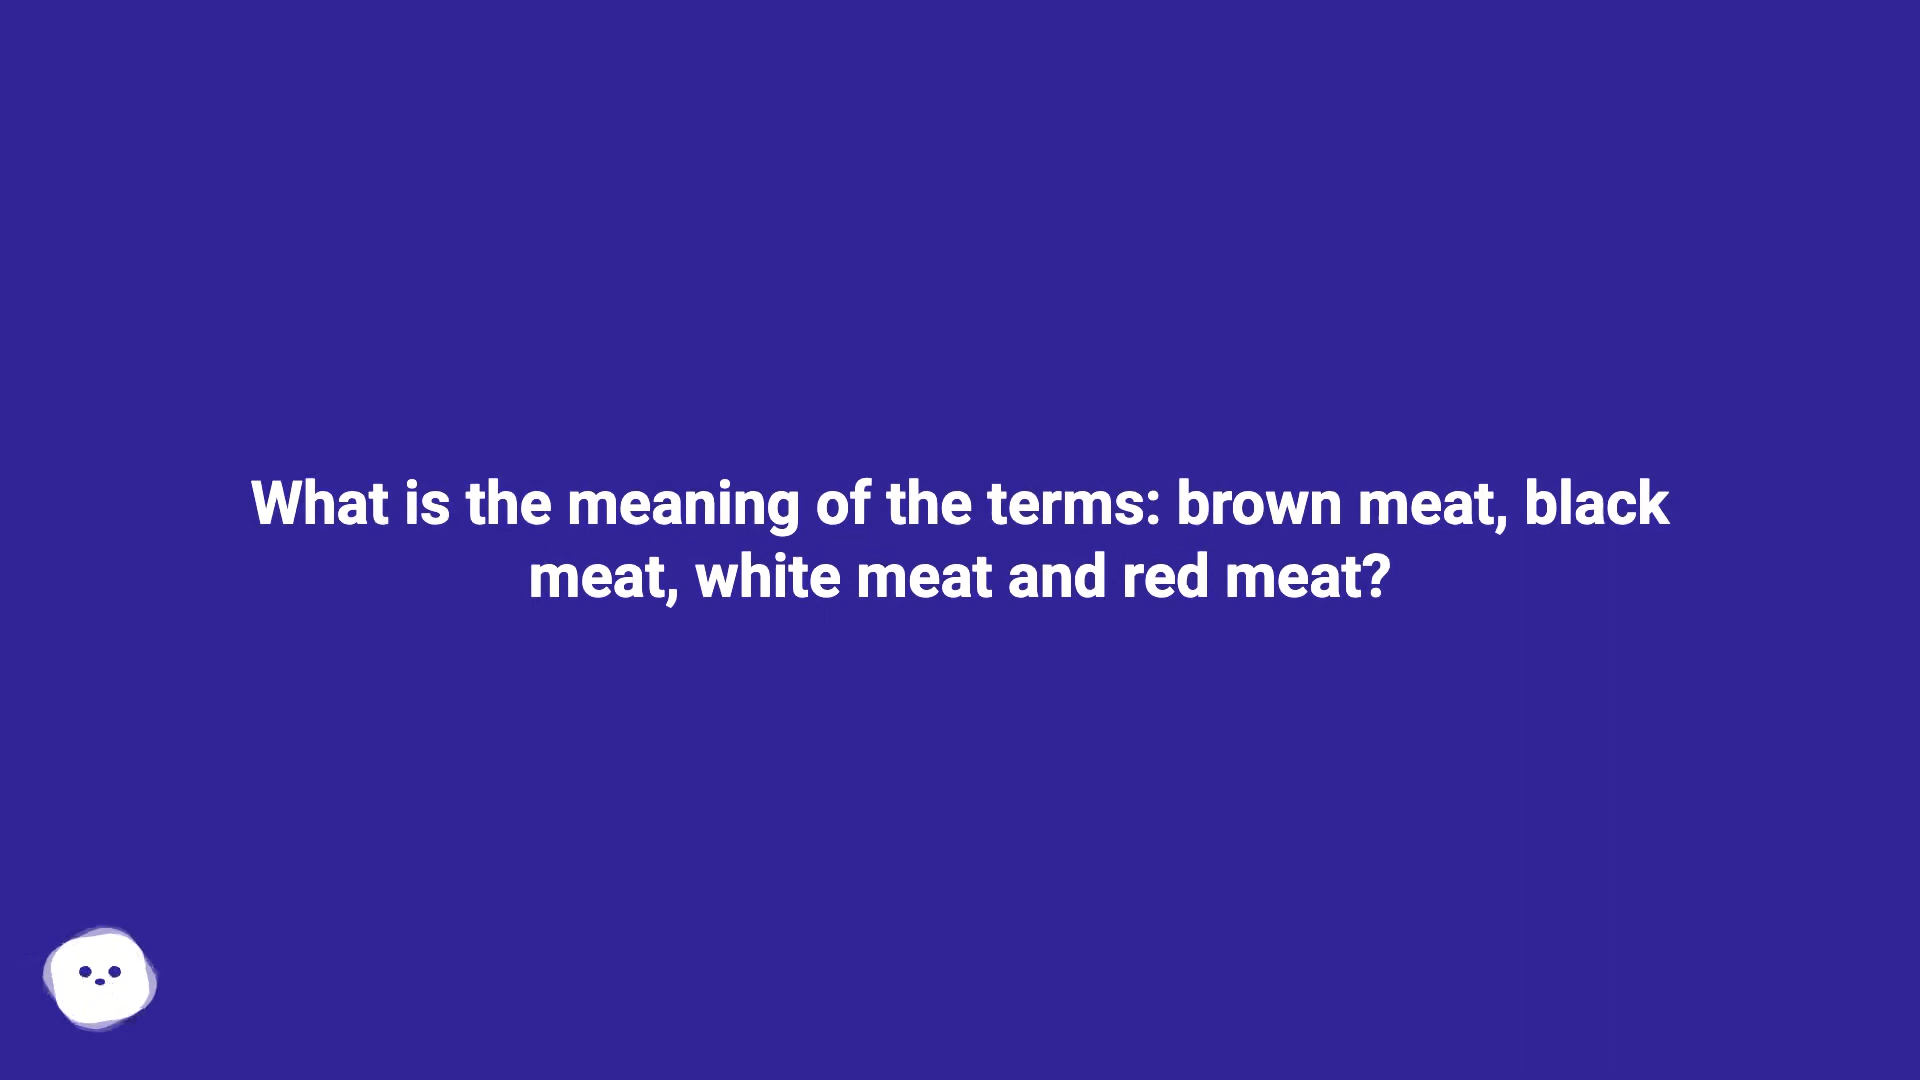 What is the meaning of the terms: brown meat, black
meat, white meat and red meat?